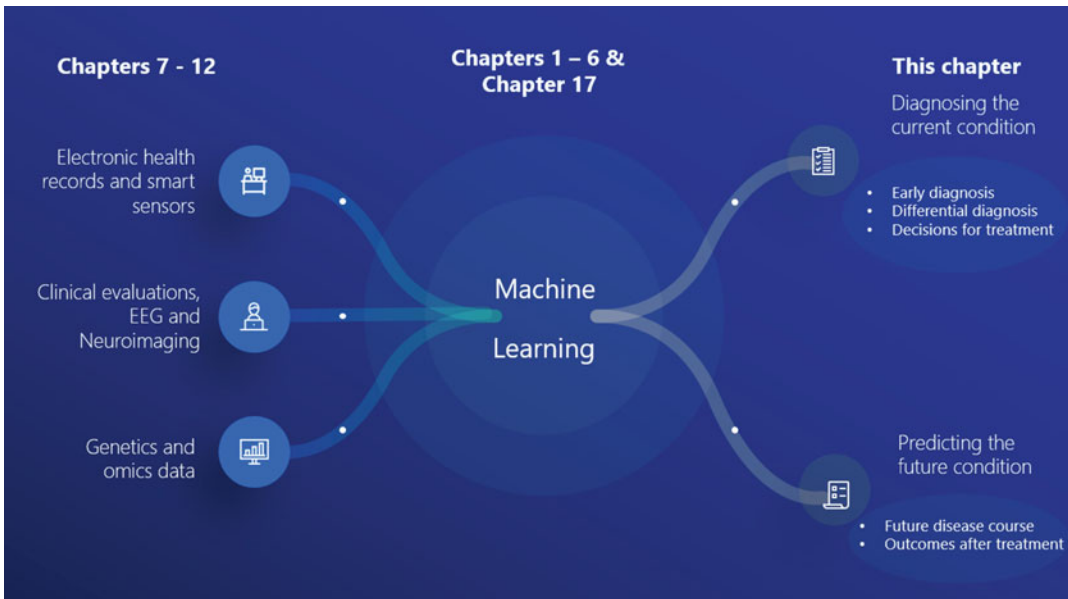 Chapters 7 - 12
Electronic health
records and smart
sensors
Clinical evaluations,
EEG and
Neuroimaging
Genetics and
omics data
Chapters 1 – 6 &
Chapter 17
Machine
Learning
This chapter
Diagnosing the
current condition
• Early diagnosis
• Differential diagnosis
• Decisions for treatment
Predicting the
future condition
• Future disease course
• Outcomes after treatment